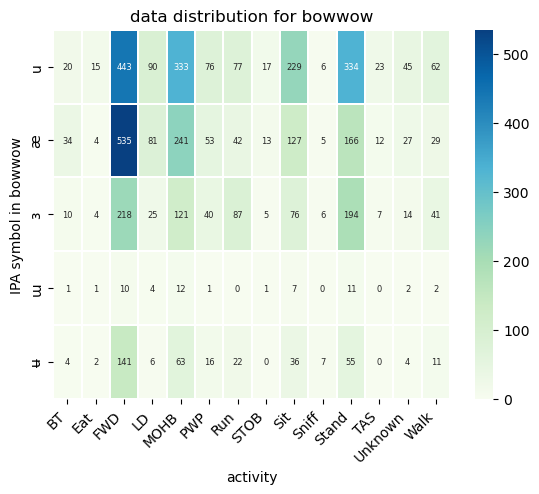 data distribution for bowwow
IPA symbol in bowwow
u 20 15 443 90 333 76 77 17 229 6 334 23 45 62
æ 34 4 535 81 241 53 42 13 127 5 166 12 27 29
10 4 218 25 121 40 87 5 76 6 194 7 14 41
ɯ 1 1 10 4 12 1 0 1 7 0 11 0 2 2
ʉ 4 2 141 6 63 16 22 0 36 7 55 0 4 11
BT Eat FWD LD MOHB PWP Run STOB Sit Sniff Stand TAS Unknown Walk
activity
500
400
300
200
100
0